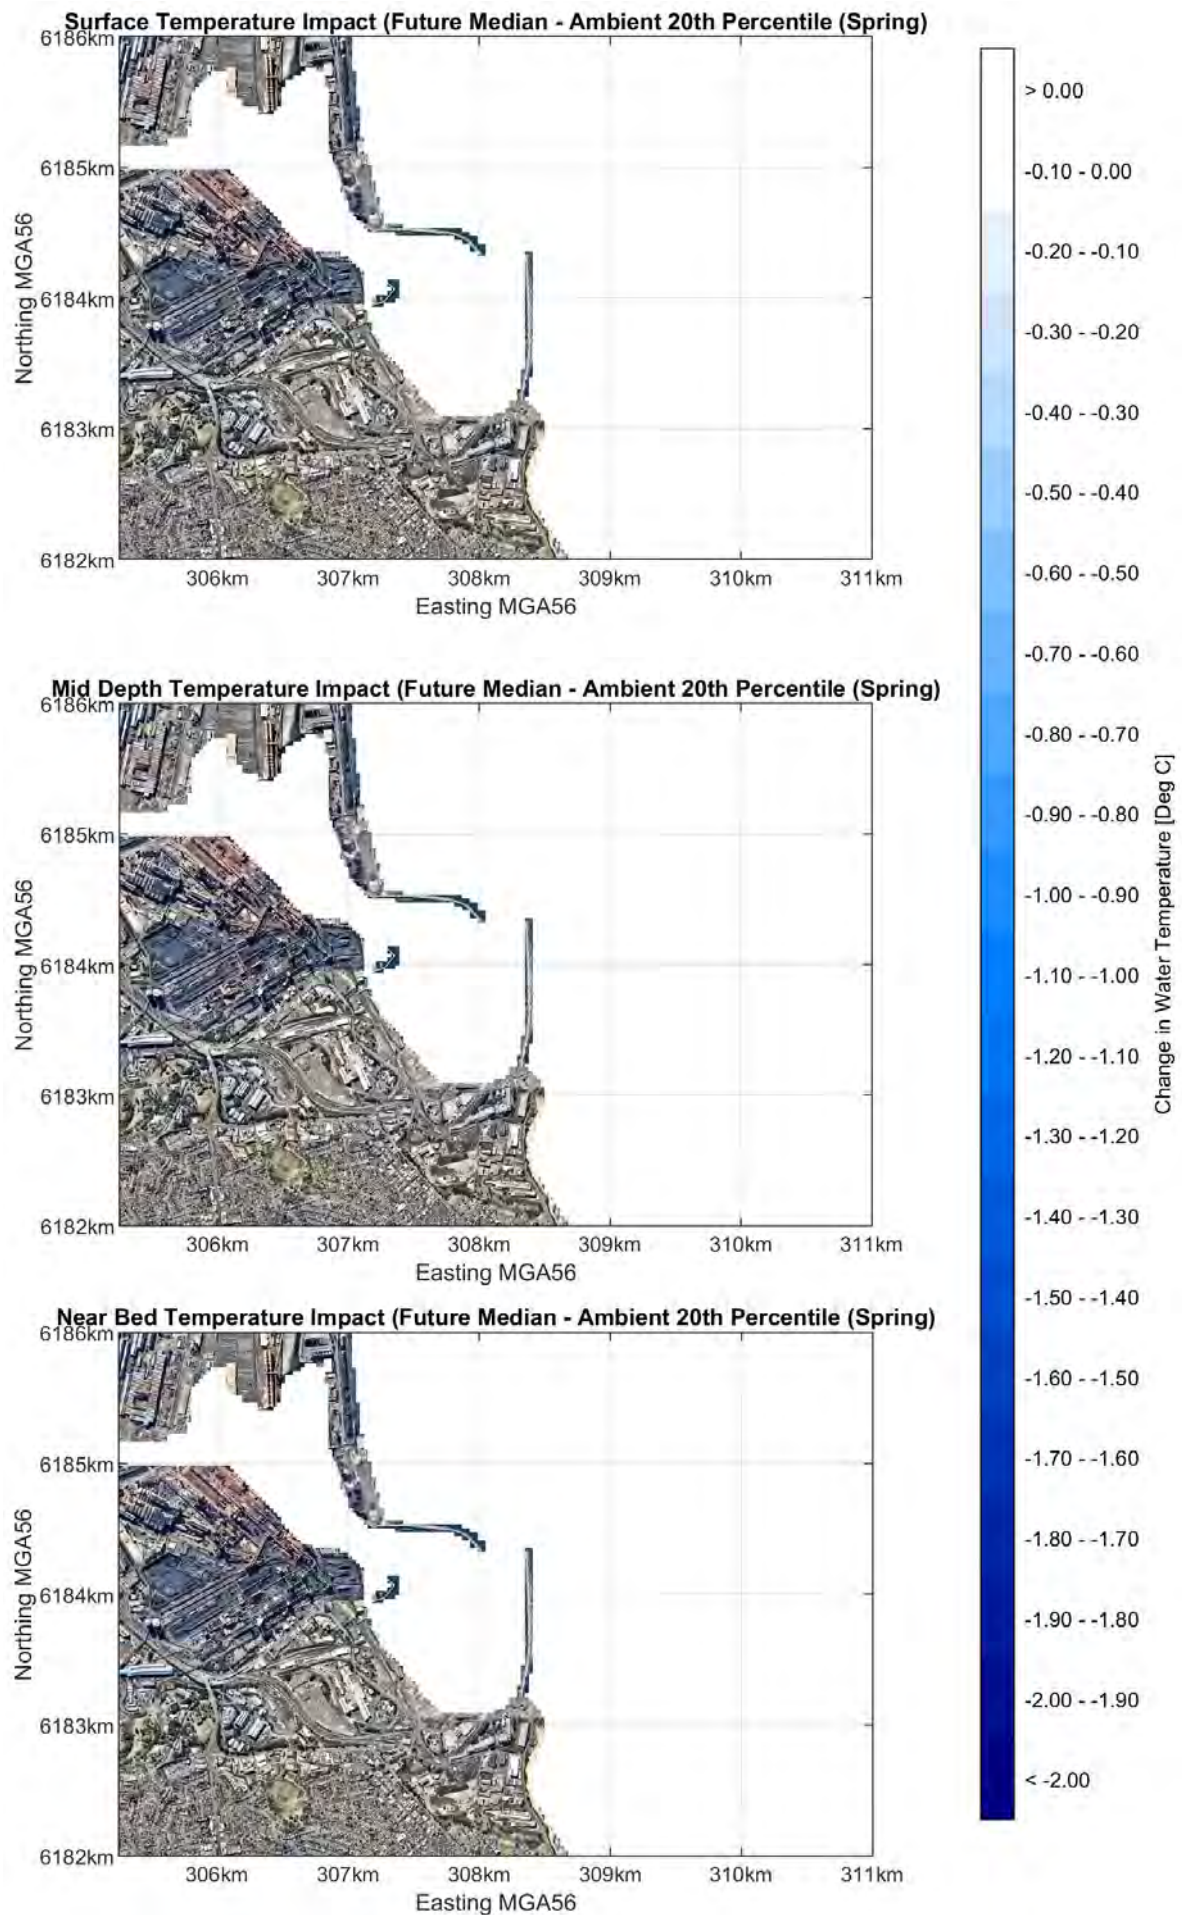 Surface Temperature Impact (Future Median - Ambient 20th Percentile (Spring)
6186km
6185km
6184km
6183km
6182km
Northing MGA56
306km 307km 308km 309km 310km 311km
Easting MGA56
Mid Depth Temperature Impact (Future Median - Ambient 20th Percentile (Spring)
6186km
6185km
6184km
6183km
6182km
Northing MGA56
306km 307km 308km 309km 310km 311km
Easting MGA56
Near Bed Temperature Impact (Future Median - Ambient 20th Percentile (Spring)
6186km
6185km
6184km
6183km
6182km
Northing MGA56
306km 307km 308km 309km 310km 311km
Easting MGA56
> 0.00
-0.10 - 0.00
-0.20 - -0.10
-0.30 - -0.20
-0.40 - -0.30
-0.50 - -0.40
-0.60 - -0.50
-0.70 - -0.60
-0.80 - -0.70
-0.90 - -0.80
-1.00 - -0.90
-1.10 - -1.00
-1.20 - -1.10
-1.30 - -1.20
-1.40 - -1.30
-1.50 - -1.40
-1.60 - -1.50
-1.70 - -1.60
-1.80 - -1.70
-1.90 - -1.80
-2.00 - -1.90
< -2.00
Change in Water Temperature [Deg C]